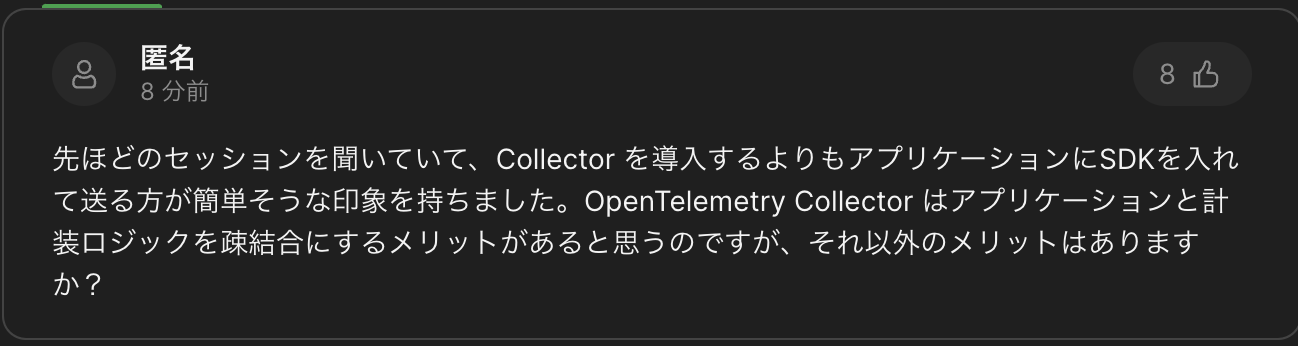 匿名
8 分前
8
先ほどのセッションを聞いていて、Collector を導入するよりもアプリケーションにSDKを入れ
て送る方が簡単そうな印象を持ちました。OpenTelemetry Collector はアプリケーションと計
装ロジックを疎結合にするメリットがあると思うのですが、それ以外のメリットはあります
か？